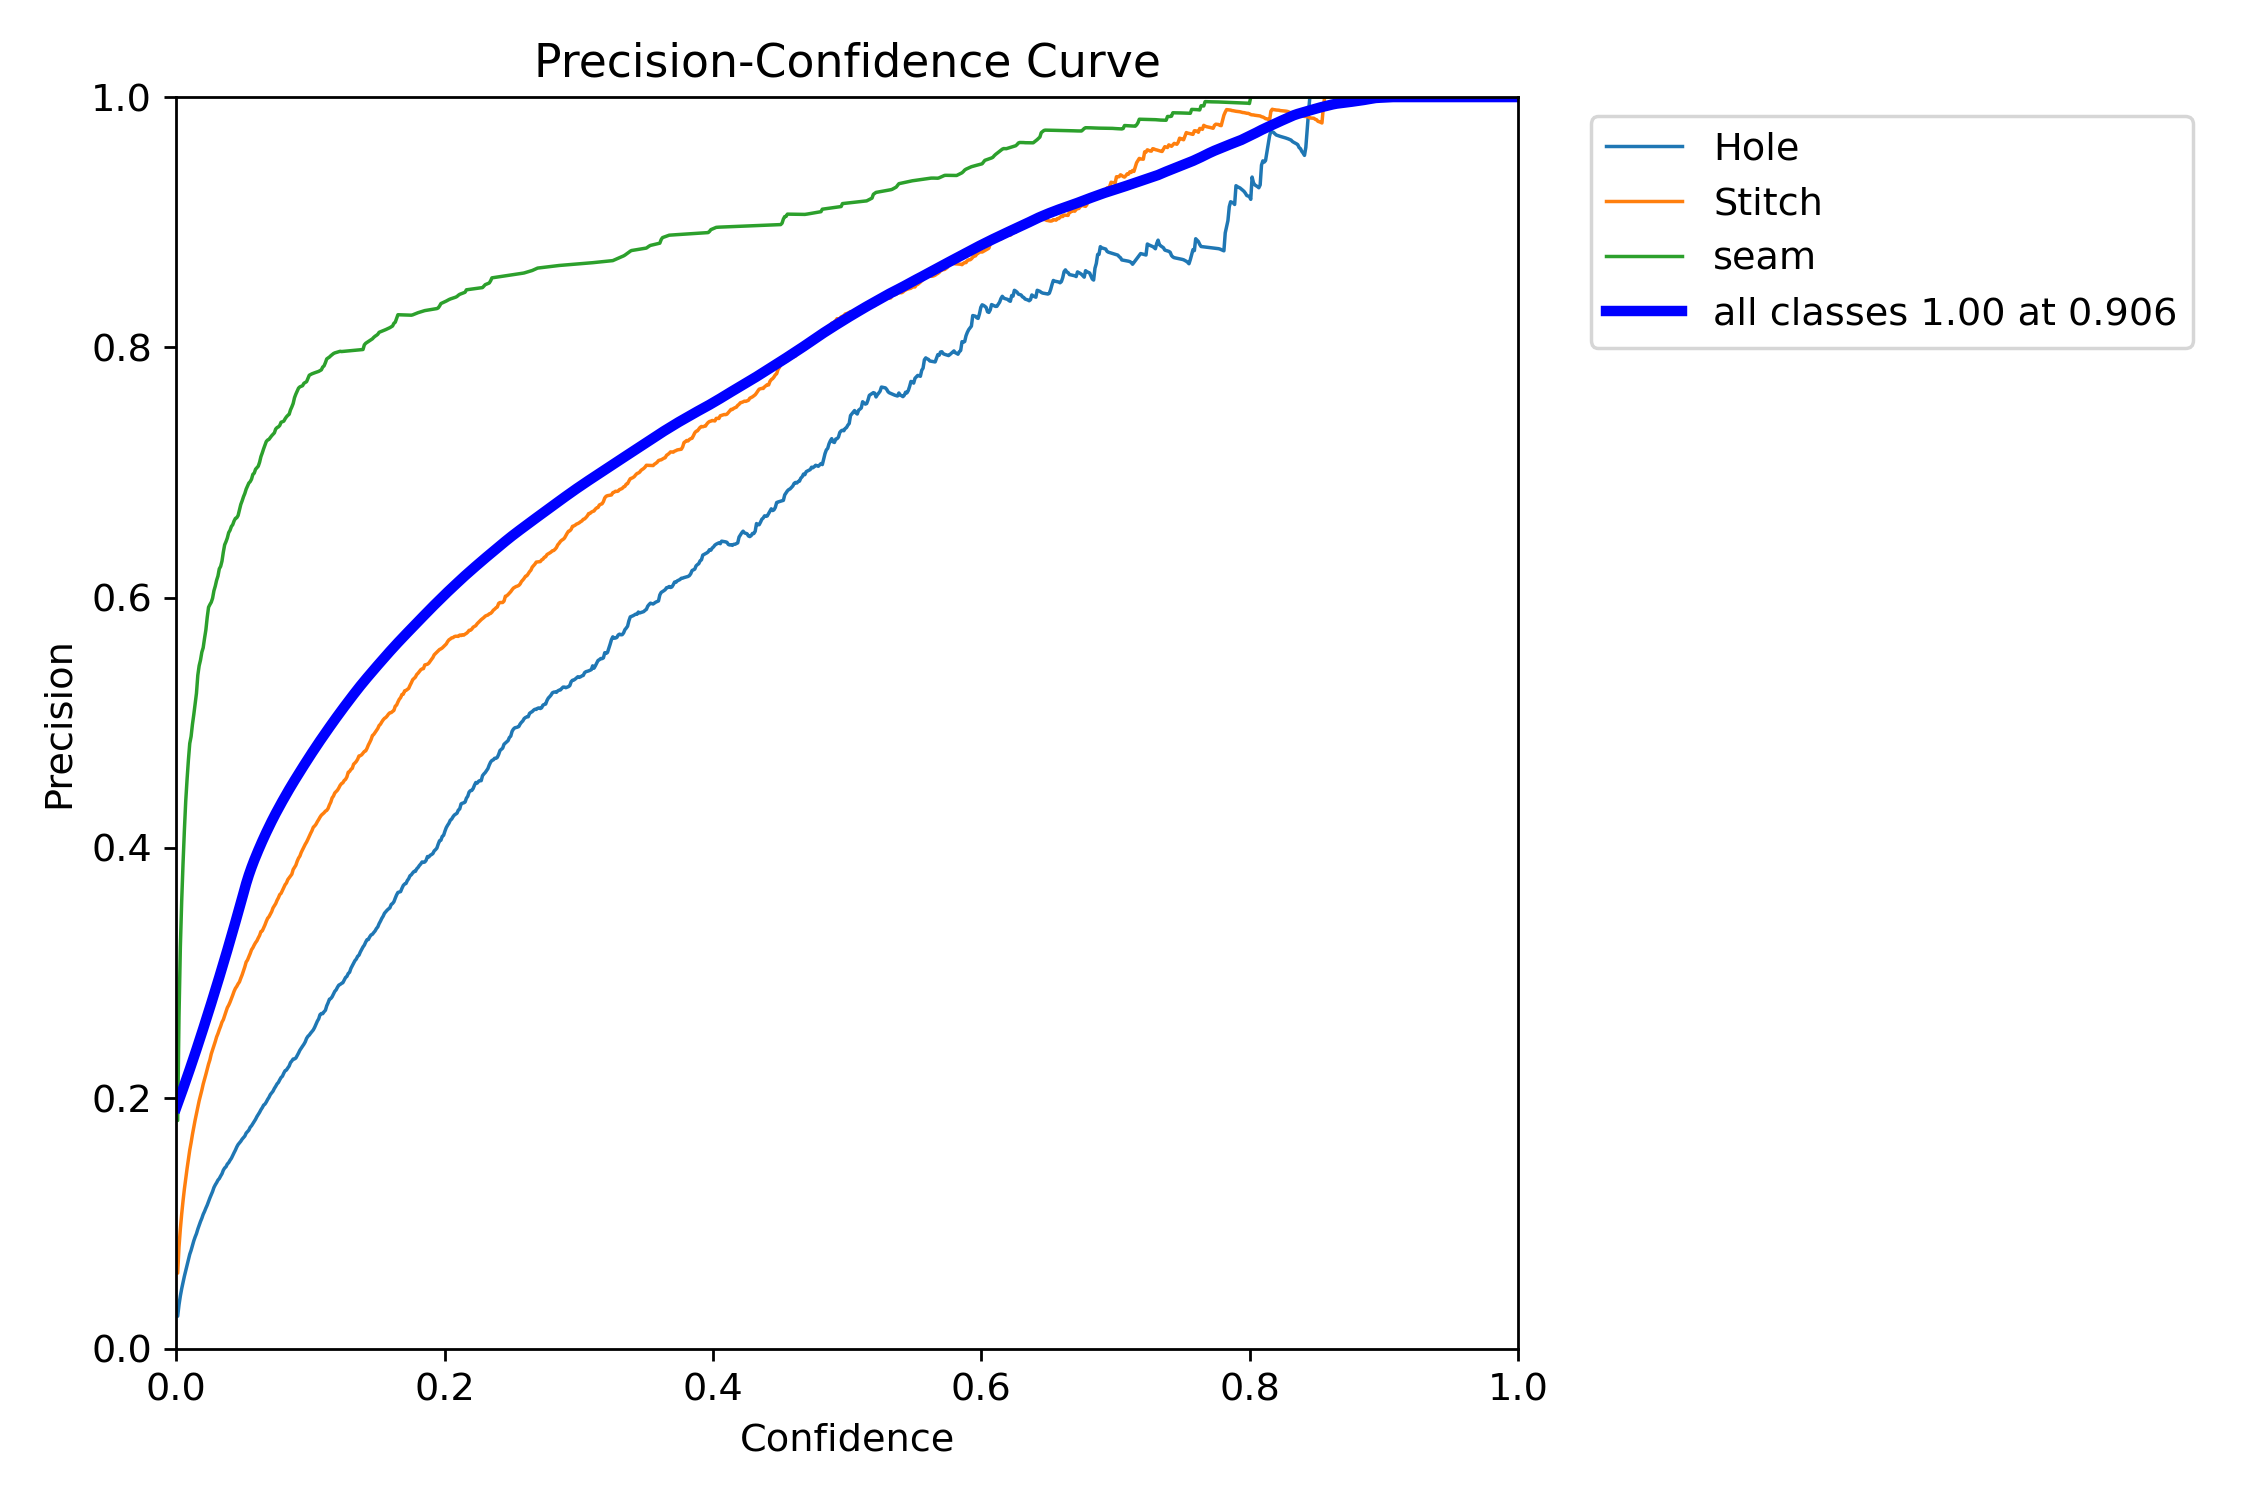 Precision-Confidence Curve
1.0
0.8
0.6
0.4
0.2
0.0
Precision
0.0 0.2 0.4 0.6 0.8 1.0
Confidence
Hole
Stitch
seam
all classes 1.00 at 0.906